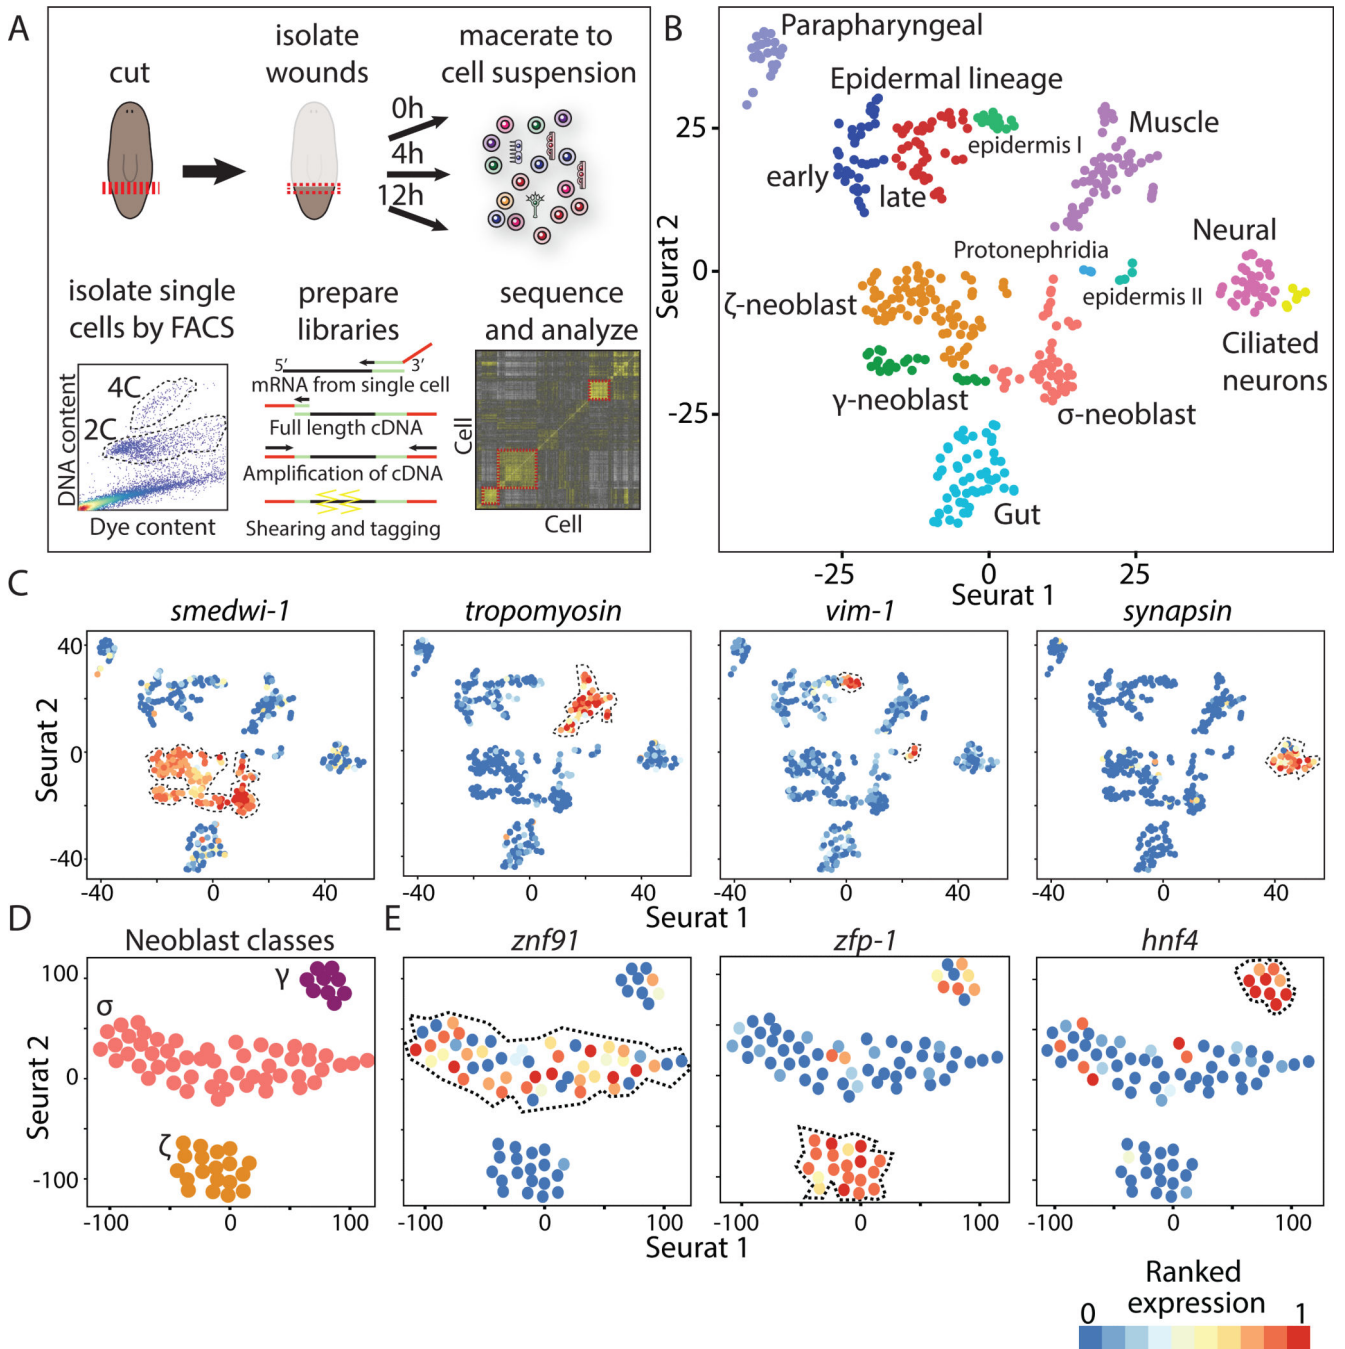 A
cut
isolate
wounds
macerate to
cell suspension
0h
4h
12h
isolate single
cells by FACS
prepare
libraries
sequence
and analyze
4C
2C
DNA content
Dye content
5’
3’
mRNA from single cell
Full length cDNA
Amplification of cDNA
Shearing and tagging
Cell
Cell
B
Parapharyngeal
Epidermal lineage
epidermis I
Muscle
early
late
Neural
Protonephridia
epidermis II
ζ-neoblast
γ-neoblast
σ-neoblast
Ciliated
neurons
Gut
25
0
-25
Seurat 2
-25
0
25
Seurat 1
C
smedwi-1
tropomyosin
vim-1
synapsin
40
0
-40
Seurat 2
-40
0
40
-40
0
40
-40
0
40
-40
0
40
Seurat 1
D
Neoblast classes
γ
σ
ζ
100
0
-100
Seurat 2
-100
0
100
E
znf91
zfp-1
hnf4
-100
0
100
-100
0
100
-100
0
100
Seurat 1
Ranked
expression
0
1